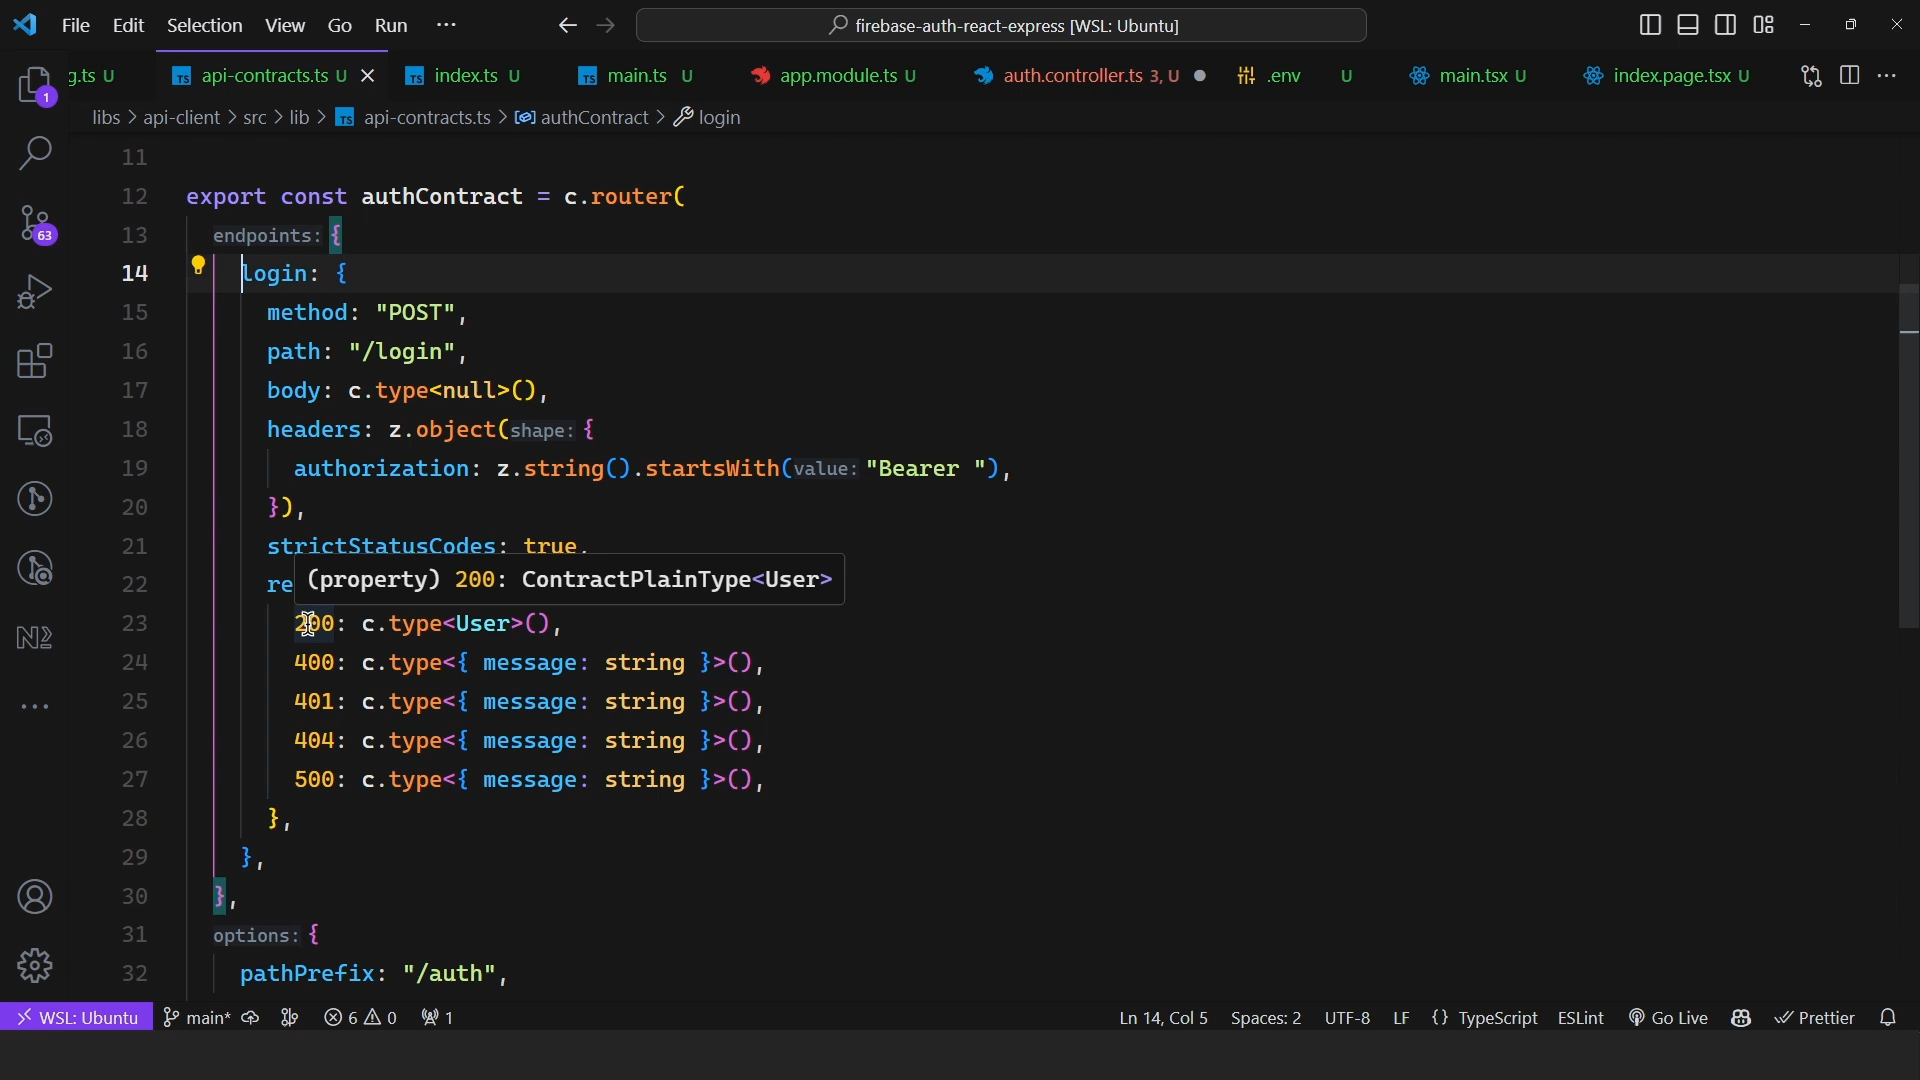 File Edit Selection View Go Run ··· firebase-auth-react-express [WSL: Ubuntu]
g.ts U api-contracts.ts U index.ts U main.ts U app.module.ts U auth.controller.ts 3, U .env U main.tsx U index.page.tsx U
1
libs > api-client > src > lib > TS api-contracts.ts > authContract > login
11
12 export const authContract = c.router(
13 endpoints: {
14 login: {
15 method: "POST",
16 path: "/login",
17 body: c.type<null>(),
18 headers: z.object(shape: {
19 authorization: z.string().startsWith(value: "Bearer "),
20 }),
21 strictStatusCodes: true,
22 re
(property) 200: ContractPlainType<User>
23 200: c.type<User>(),
24 400: c.type<{ message: string }>(),
25 401: c.type<{ message: string }>(),
26 404: c.type<{ message: string }>(),
27 500: c.type<{ message: string }>(),
28 },
29 },
30 },
31 options: {
32 pathPrefix: "/auth",
63
WSL: Ubuntu main* 6 0 1 Ln 14, Col 5 Spaces: 2 UTF-8 LF {} TypeScript ESLint Go Live Prettier